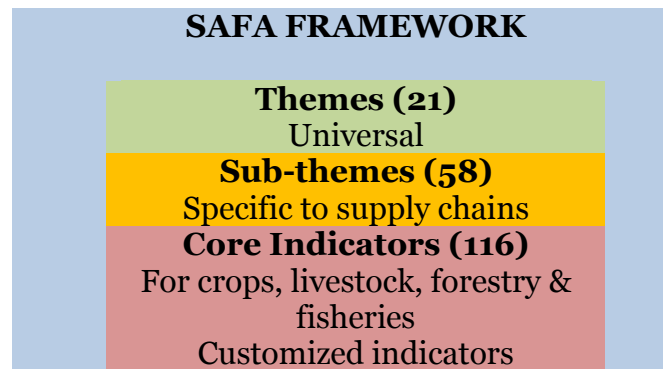 SAFA FRAMEWORK
Themes (21)
Universal
Sub-themes (58)
Specific to supply chains
Core Indicators (116)
For crops, livestock, forestry &
fisheries
Customized indicators